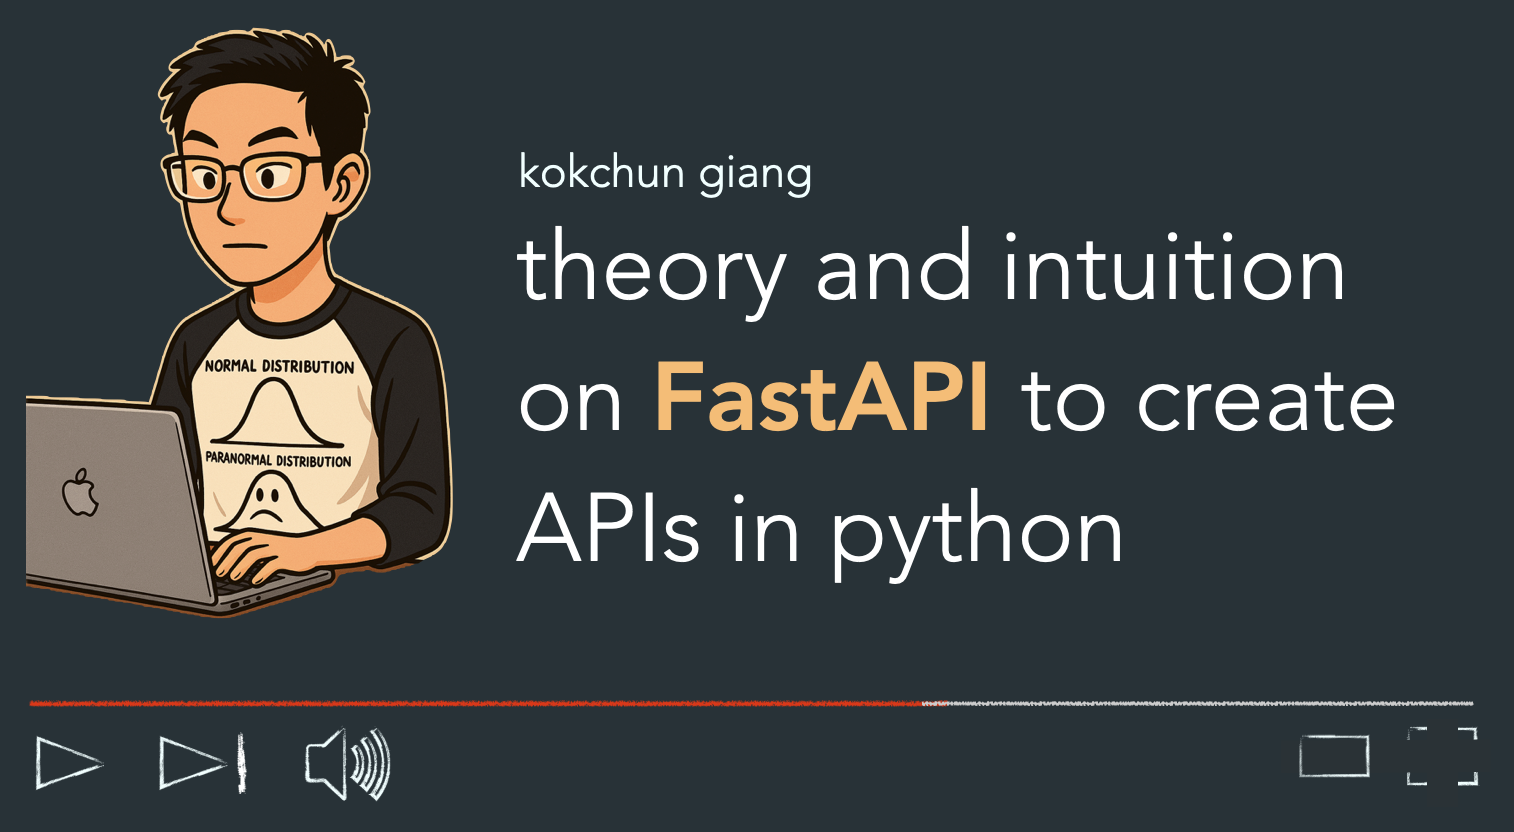 kokchun giang
theory and intuition
on FastAPI to create
APIs in python
NORMAL DISTRIBUTION
PARANORMAL DISTRIBUTION